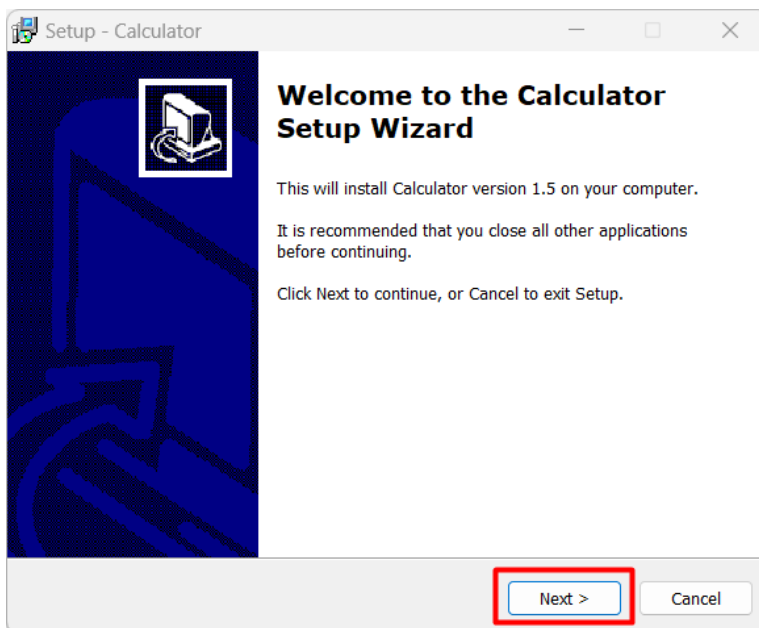 Setup - Calculator
Welcome to the Calculator
Setup Wizard
This will install Calculator version 1.5 on your computer.
It is recommended that you close all other applications
before continuing.
Click Next to continue, or Cancel to exit Setup.
Next >
Cancel